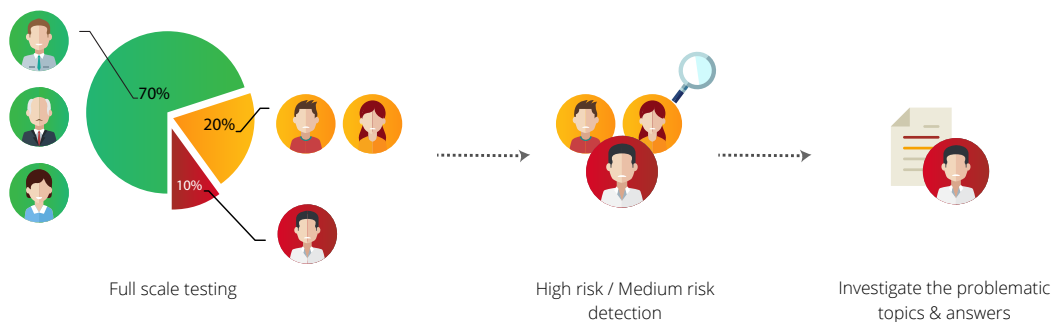 70%
20%
10%
Full scale testing
High risk / Medium risk
detection
Investigate the problematic
topics & answers